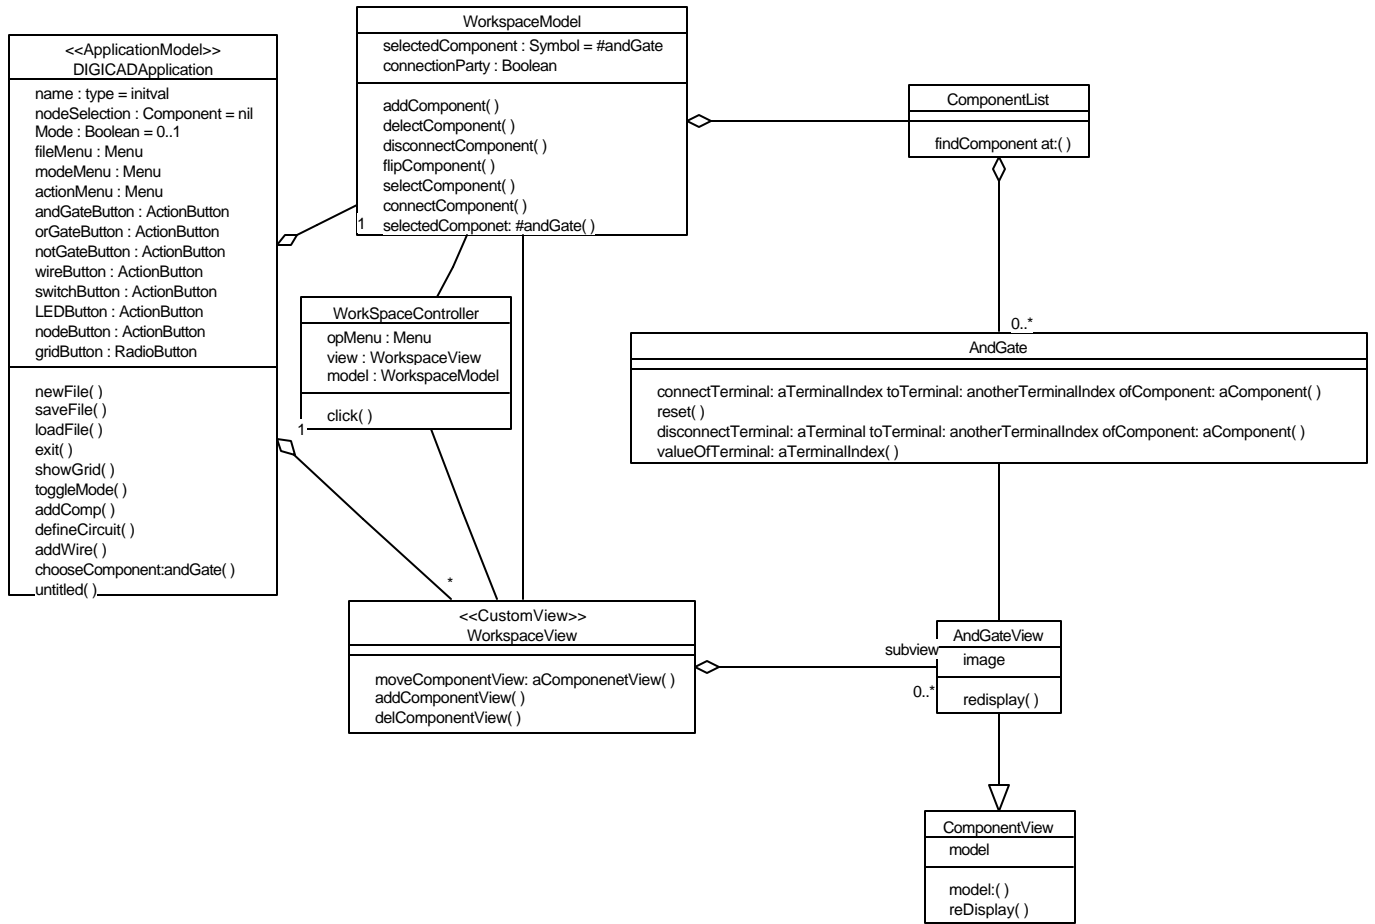 <<ApplicationModel>>
DIGICADApplication
name : type = initval
nodeSelection : Component = nil
Mode : Boolean = 0..1
fileMenu : Menu
modeMenu : Menu
actionMenu : Menu
andGateButton : ActionButton
orGateButton : ActionButton
notGateButton : ActionButton
wireButton : ActionButton
switchButton : ActionButton
LEDButton : ActionButton
nodeButton : ActionButton
gridButton : RadioButton
newFile( )
saveFile( )
loadFile( )
exit( )
showGrid( )
toggleMode( )
addComp( )
defineCircuit( )
addWire( )
chooseComponent:andGate( )
untitled( )
WorkspaceModel
selectedComponent : Symbol = #andGate
connectionParty : Boolean
addComponent( )
delectComponent( )
disconnectComponent( )
flipComponent( )
selectComponent( )
connectComponent( )
selectedComponet: #andGate( )
1
WorkSpaceController
opMenu : Menu
view : WorkspaceView
model : WorkspaceModel
click( )
1
*
<<CustomView>>
WorkspaceView
moveComponentView: aComponenetView( )
addComponentView( )
delComponentView( )
ComponentList
findComponent at:( )
0..*
AndGate
connectTerminal: aTerminalIndex toTerminal: anotherTerminalIndex ofComponent: aComponent( )
reset( )
disconnectTerminal: aTerminal toTerminal: anotherTerminalIndex ofComponent: aComponent( )
valueOfTerminal: aTerminalIndex( )
subview
0..*
AndGateView
image
redisplay( )
ComponentView
model
model:( )
reDisplay( )